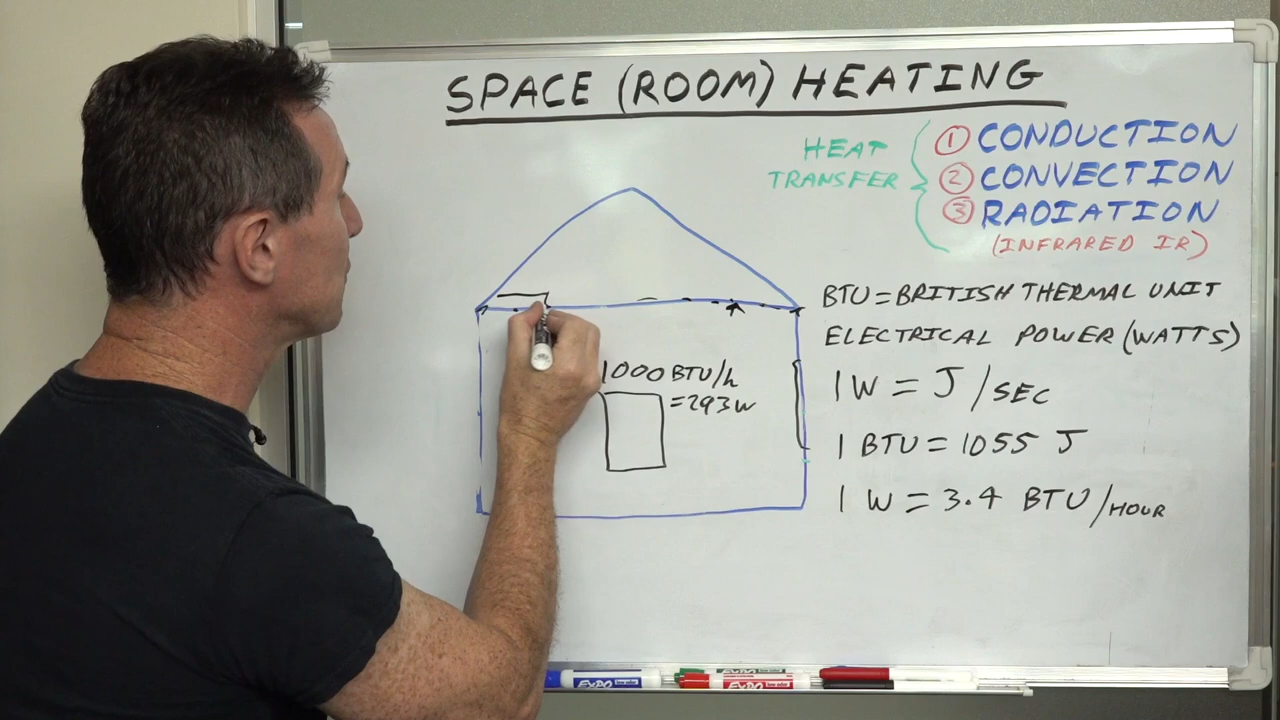 SPACE (ROOM) HEATING
HEAT
TRANSFER
1 CONDUCTION
2 CONVECTION
3 RADIATION
(INFRARED IR)
BTU = BRITISH THERMAL UNIT
ELECTRICAL POWER (WATTS)
1 W = J/SEC
1 BTU = 1055 J
1 W = 3.4 BTU/HOUR
1000 BTU/h
= 293W
EXPO
EXPO